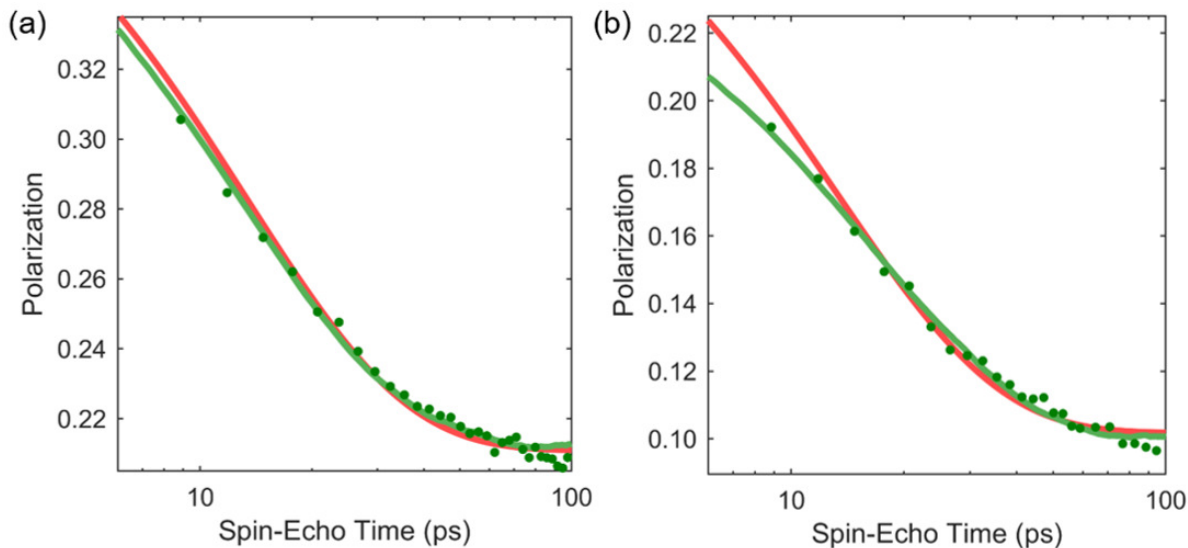 (a)
0.32
0.30
0.28
0.26
0.24
0.22
Polarization
10
100
Spin-Echo Time (ps)
(b)
0.22
0.20
0.18
0.16
0.14
0.12
0.10
Polarization
10
100
Spin-Echo Time (ps)